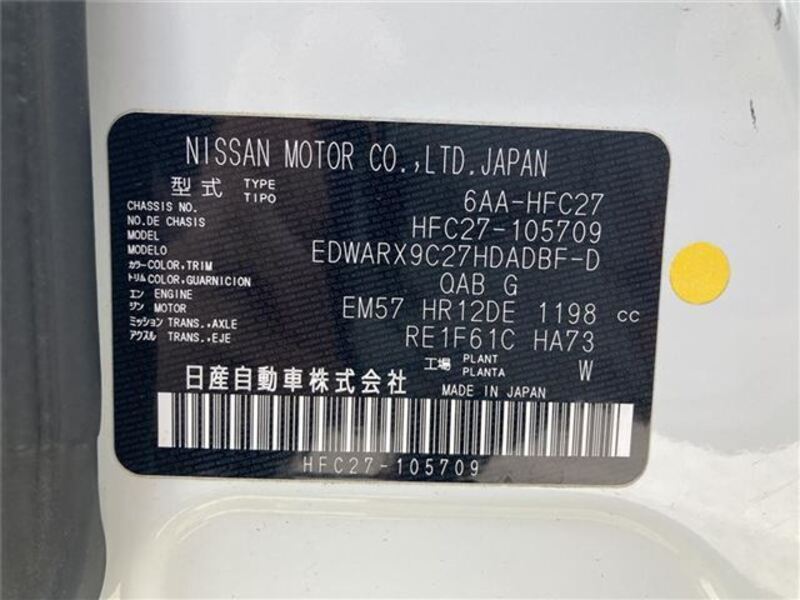 NISSAN MOTOR CO.,LTD.JAPAN
型式 TYPE TIPO 6AA-HFC27
CHASSIS NO. NO.DE CHASIS HFC27-105709
MODEL MODELO EDWARX9C27HDADBF-D
カラー COLOR,TRIM トリム COLOR,GUARNICION QAB G
エンジン ENGINE MOTOR EM57 HR12DE 1198 cc
ミッション TRANS.,AXLE アクスル TRANS.,EJE RE1F61C HA73
工場 PLANT PLANTA W
日産自動車株式会社 MADE IN JAPAN
HFC27-105709